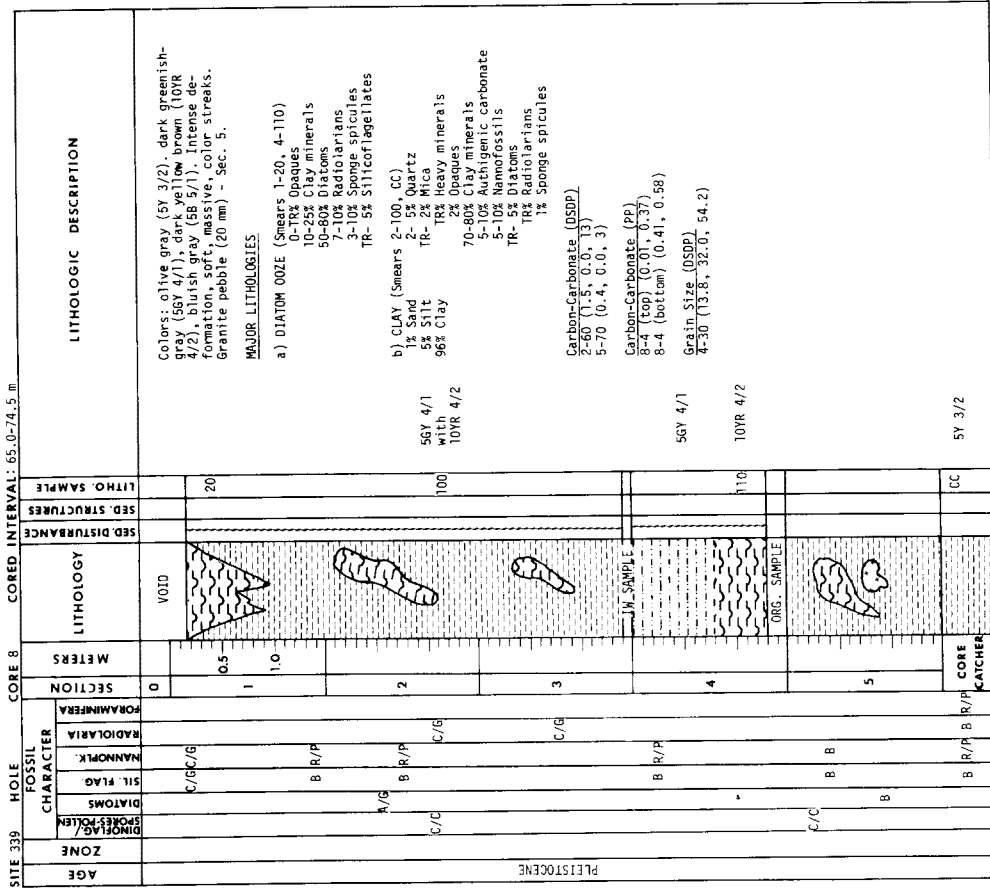 SITE 339 HOLE CORE 8 CORED INTERVAL: 65.0-74.5 m
AGE
ZONE
FOSSIL
CHARACTER
DINOFLAG./
SPORES-POLLEN
DIATOMS
SIL. FLAG.
NANNOPLK.
RADIOLARIA
FORAMINIFERA
SECTION
METERS
LITHOLOGY
SED. DISTURBANCE
SED. STRUCTURES
LITHO. SAMPLE
LITHOLOGIC DESCRIPTION
PLEISTOCENE
0
VOID
C/G C/G
1
0.5
1.0
20
B R/P
A/G
B R/P
C/C
C/G
2
100
5GY 4/1
with
10YR 4/2
C/G
3
IW SAMPLE
B R/P
4
5GY 4/1
110
10YR 4/2
ORG. SAMPLE
C/C
B B
B
5
B R/P B R/P
CORE
CATCHER
CC
5Y 3/2
Colors: olive gray (5Y 3/2). dark greenish-
gray (5GY 4/1), dark yellow brown (10YR
4/2), bluish gray (5B 5/1). Intense de-
formation, soft, massive, color streaks.
Granite pebble (20 mm) - Sec. 5.
MAJOR LITHOLOGIES
a) DIATOM OOZE (Smears 1-20, 4-110)
0-TR% Opaques
10-25% Clay minerals
50-80% Diatoms
7-10% Radiolarians
3-10% Sponge spicules
TR- 5% Silicoflagellates
b) CLAY (Smears 2-100, CC)
1% Sand 2- 5% Quartz
5% Silt TR- 2% Mica
96% Clay TR% Heavy minerals
2% Opaques
70-80% Clay minerals
5-10% Authigenic carbonate
5-10% Nannofossils
TR- 5% Diatoms
TR% Radiolarians
1% Sponge spicules
Carbon-Carbonate (DSDP)
2-60 (1.5, 0.0, 13)
5-70 (0.4, 0.0, 3)
Carbon-Carbonate (PP)
8-4 (top) (0.01, 0.37)
8-4 (bottom) (0.41, 0.58)
Grain Size (DSDP)
4-30 (13.8, 32.0, 54.2)